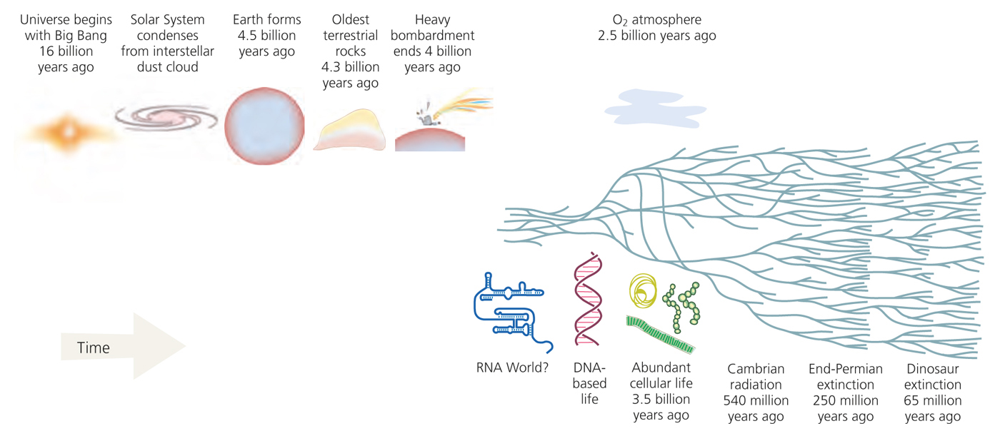 Universe begins
with Big Bang
16 billion
years ago
Solar System
condenses
from interstellar
dust cloud
Earth forms
4.5 billion
years ago
Oldest
terrestrial
rocks
4.3 billion
years ago
Heavy
bombardment
ends 4 billion
years ago
O₂ atmosphere
2.5 billion years ago
Time
RNA World?
DNA-
based
life
Abundant
cellular life
3.5 billion
years ago
Cambrian
radiation
540 million
years ago
End-Permian
extinction
250 million
years ago
Dinosaur
extinction
65 million
years ago